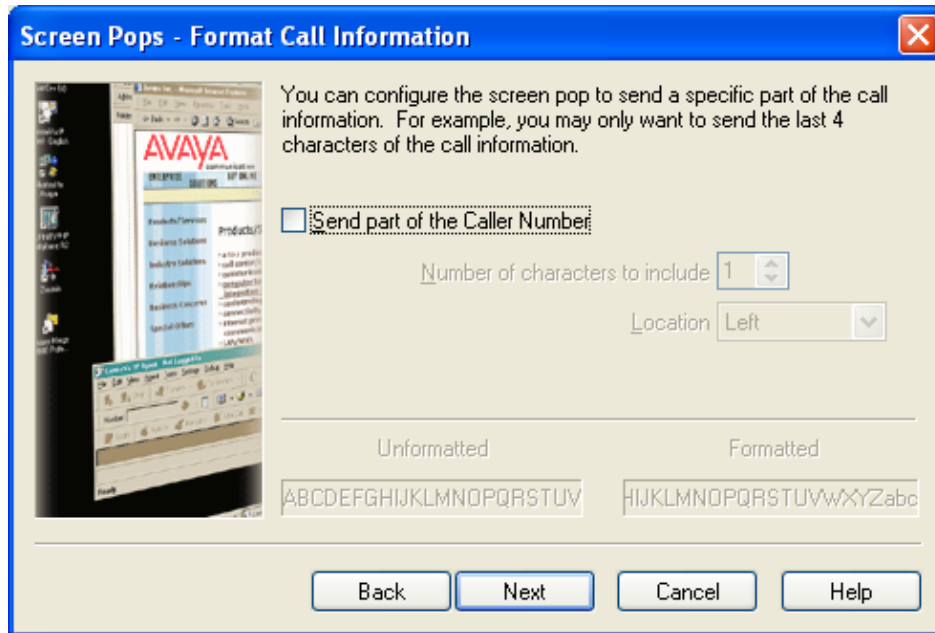 Screen Pops - Format Call Information
You can configure the screen pop to send a specific part of the call
information. For example, you may only want to send the last 4
characters of the call information.
AVAYA
Send part of the Caller Number
Number of characters to include 1
Location Left
Unformatted Formatted
ABCDEFGHIJKLMNOPQRSTUV HIJKLMNOPQRSTUVWXYZabc
Back Next Cancel Help